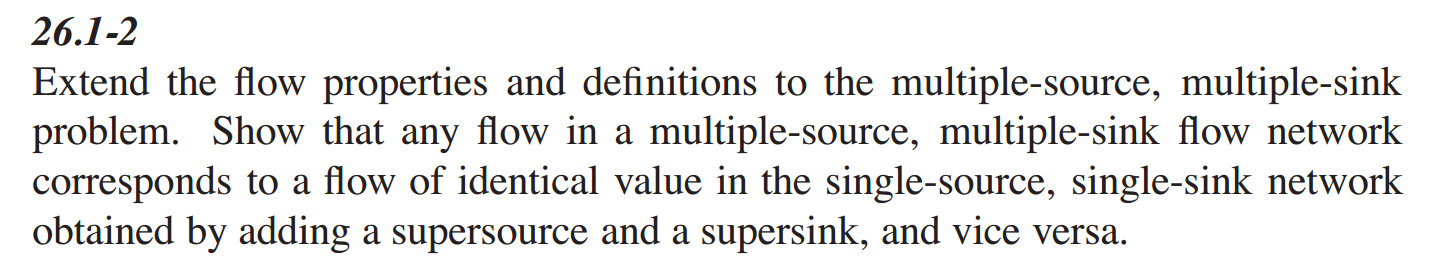 26.1-2
Extend the flow properties and definitions to the multiple-source, multiple-sink
problem. Show that any flow in a multiple-source, multiple-sink flow network
corresponds to a flow of identical value in the single-source, single-sink network
obtained by adding a supersource and a supersink, and vice versa.